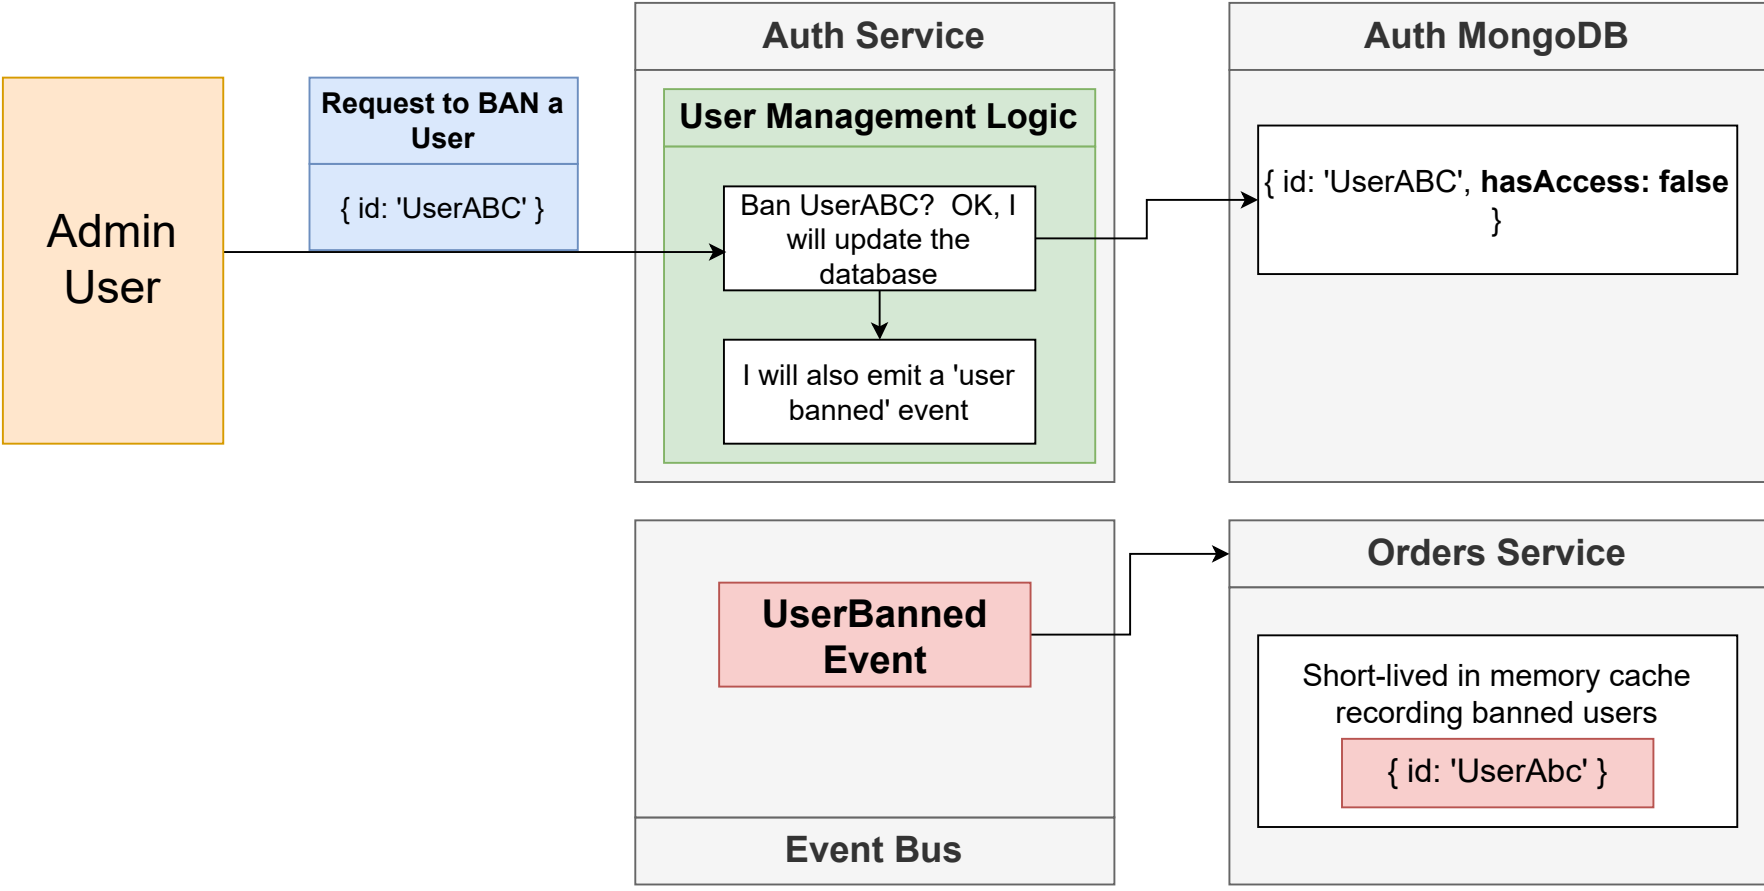 Admin
User
Request to BAN a
User
{ id: 'UserABC' }
Auth Service
User Management Logic
Ban UserABC?  OK, I
will update the
database
I will also emit a 'user
banned' event
Auth MongoDB
{ id: 'UserABC', hasAccess: false
}
UserBanned
Event
Event Bus
Orders Service
Short-lived in memory cache
recording banned users
{ id: 'UserAbc' }